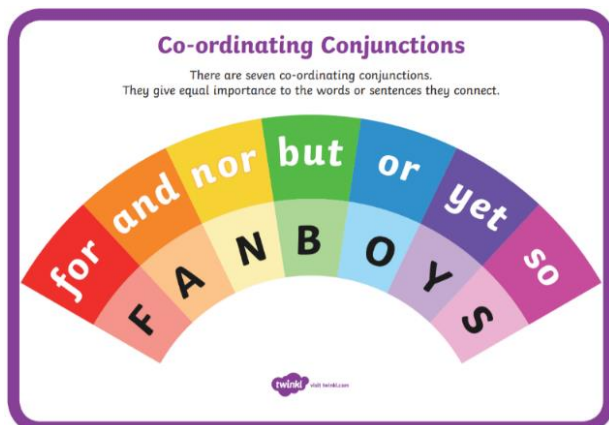 Co-ordinating Conjunctions
There are seven co-ordinating conjunctions.
They give equal importance to the words or sentences they connect.
for and nor but or yet so
F A N B O Y S
twinkl visit twinkl.com